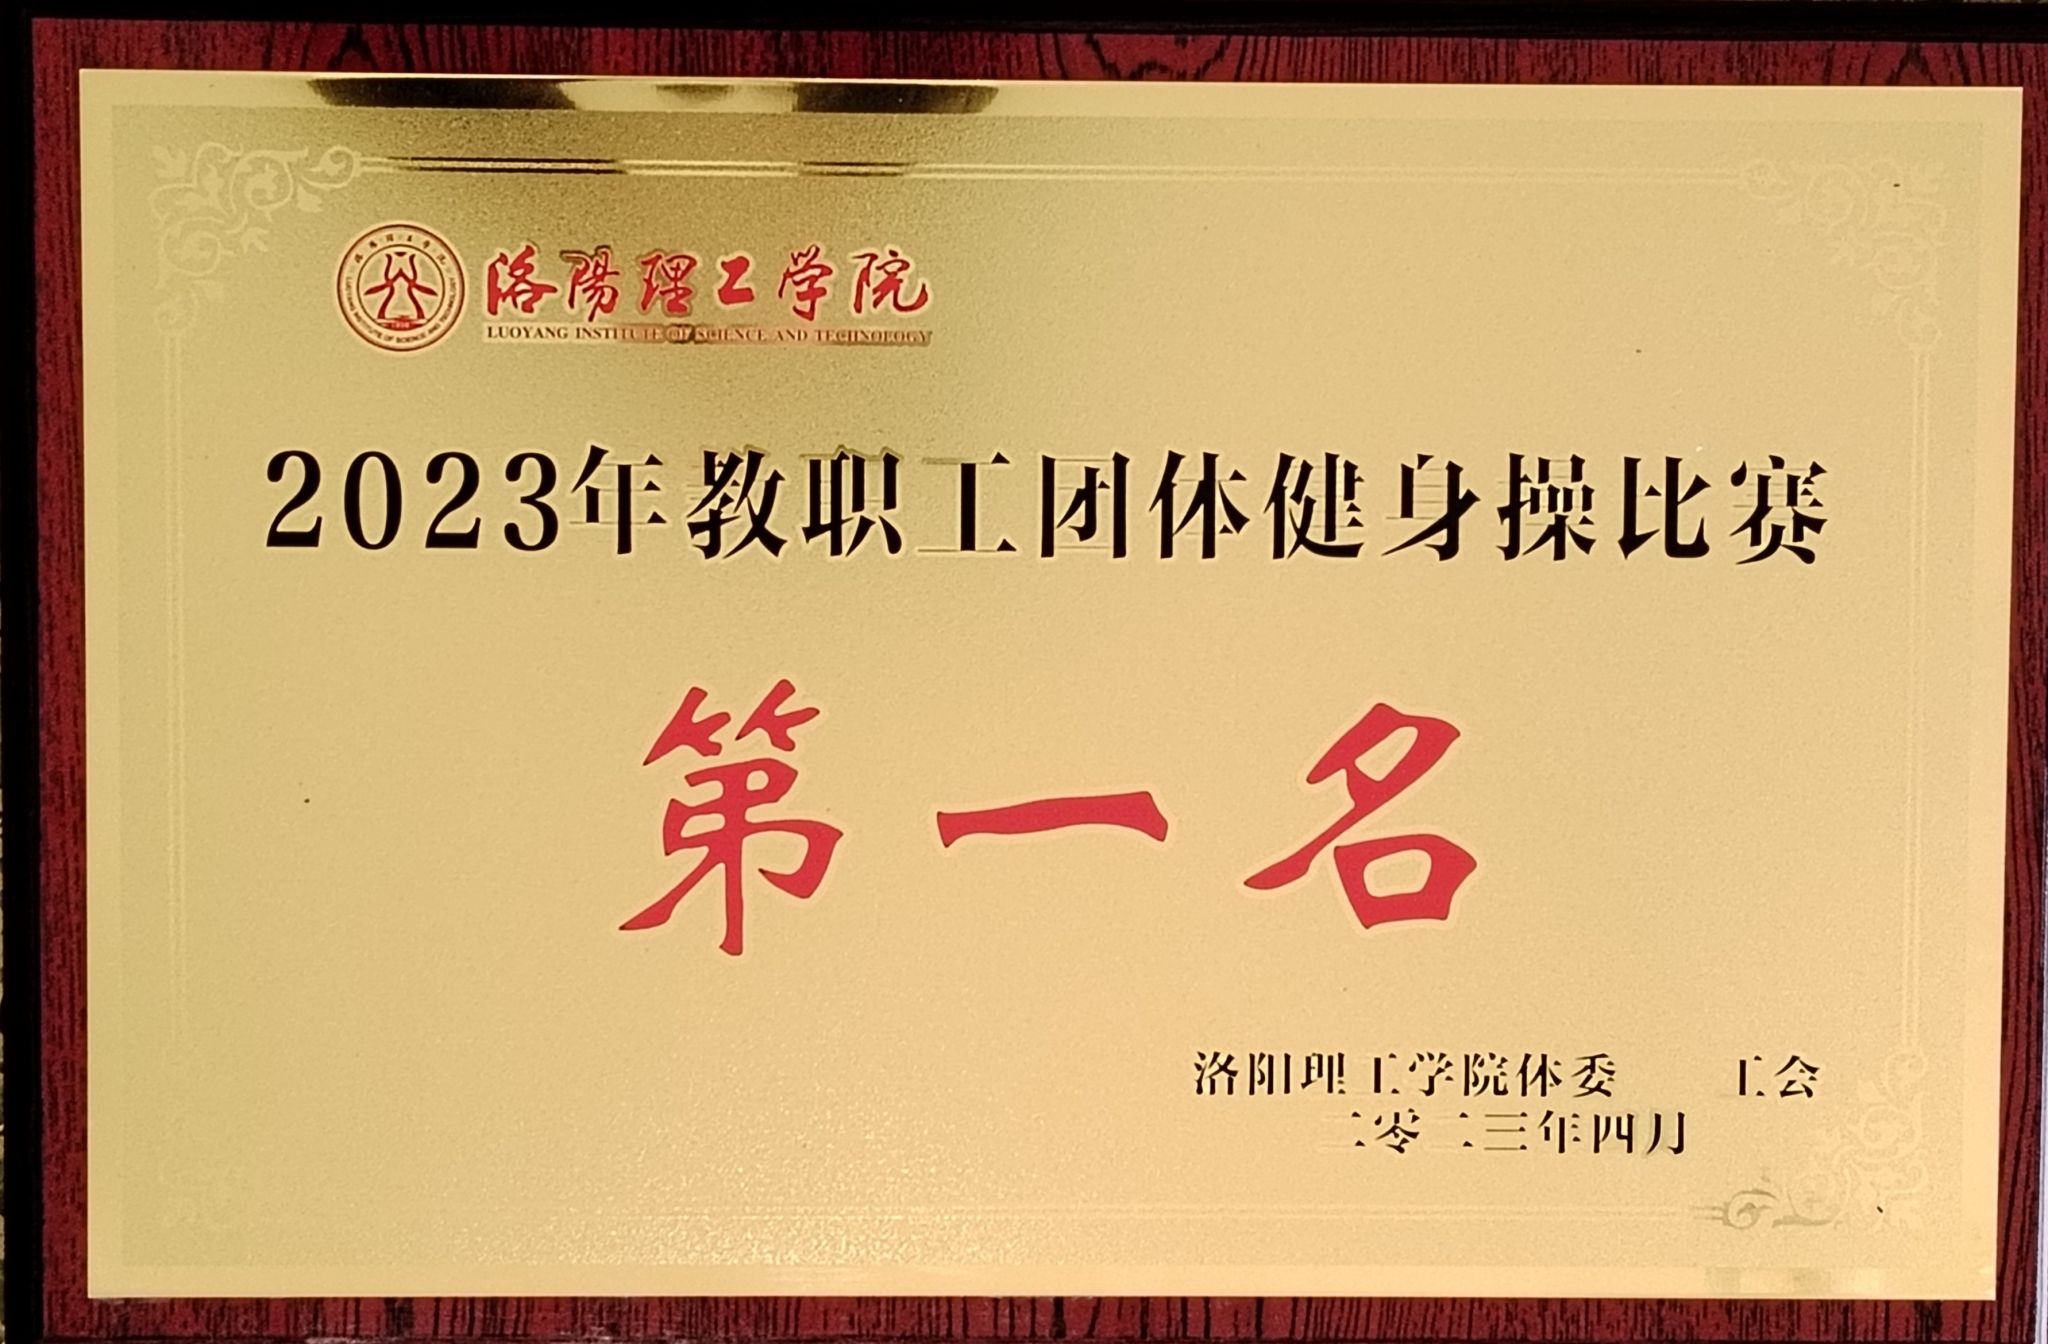 洛陽理工学院
LUOYANG INSTITUTE OF SCIENCE AND TECHNOLOGY
2023年教职工团体健身操比赛
第一名
洛阳理工学院体委 工会
二零二三年四月